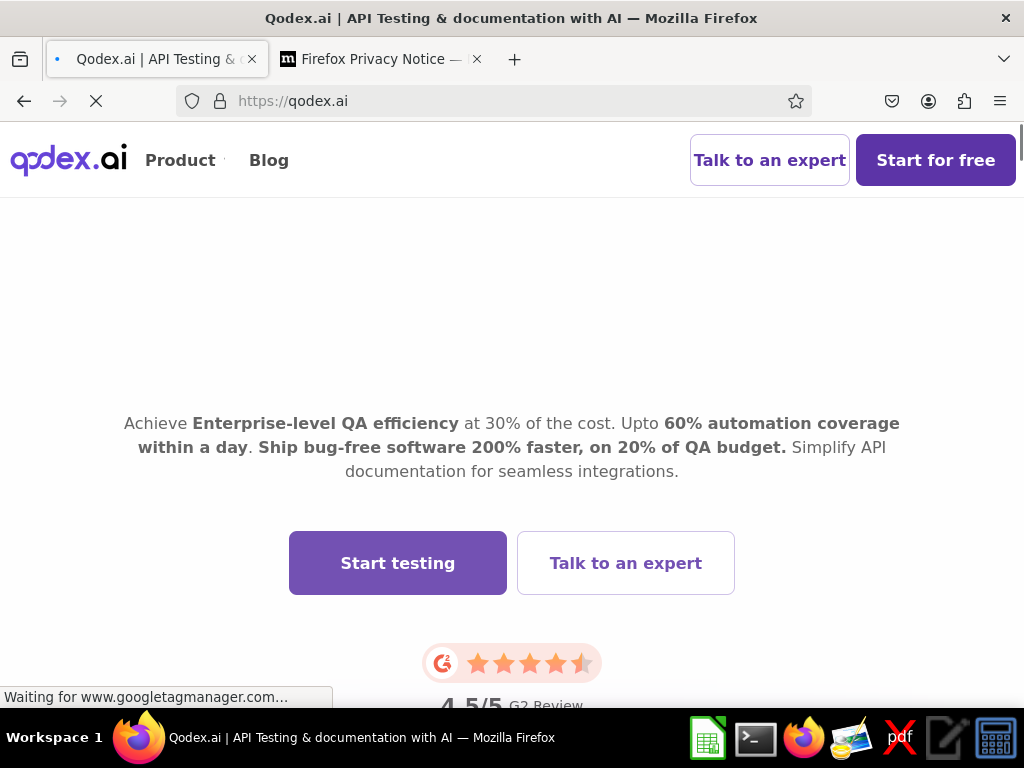 Qodex.ai | API Testing & documentation with AI — Mozilla Firefox
Qodex.ai | API Testing &
Firefox Privacy Notice —
https://qodex.ai
qodex.ai
Product
Blog
Talk to an expert
Start for free
Achieve Enterprise-level QA efficiency at 30% of the cost. Upto 60% automation coverage
within a day. Ship bug-free software 200% faster, on 20% of QA budget. Simplify API
documentation for seamless integrations.
Start testing
Talk to an expert
4.5/5 G2 Review
Waiting for www.googletagmanager.com...
Workspace 1
Qodex.ai | API Testing & documentation with AI — Mozilla Firefox
pdf